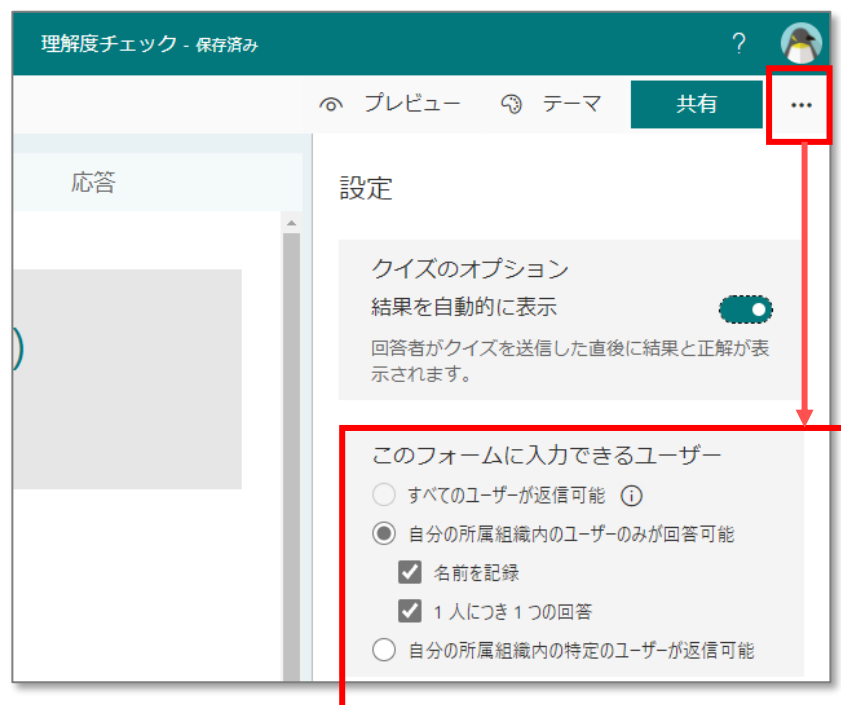 理解度チェック - 保存済み
?
プレビュー テーマ 共有 …
応答
設定
)
クイズのオプション
結果を自動的に表示
回答者がクイズを送信した直後に結果と正解が表
示されます。
このフォームに入力できるユーザー
すべてのユーザーが返信可能
自分の所属組織内のユーザーのみが回答可能
名前を記録
1 人につき 1 つの回答
自分の所属組織内の特定のユーザーが返信可能